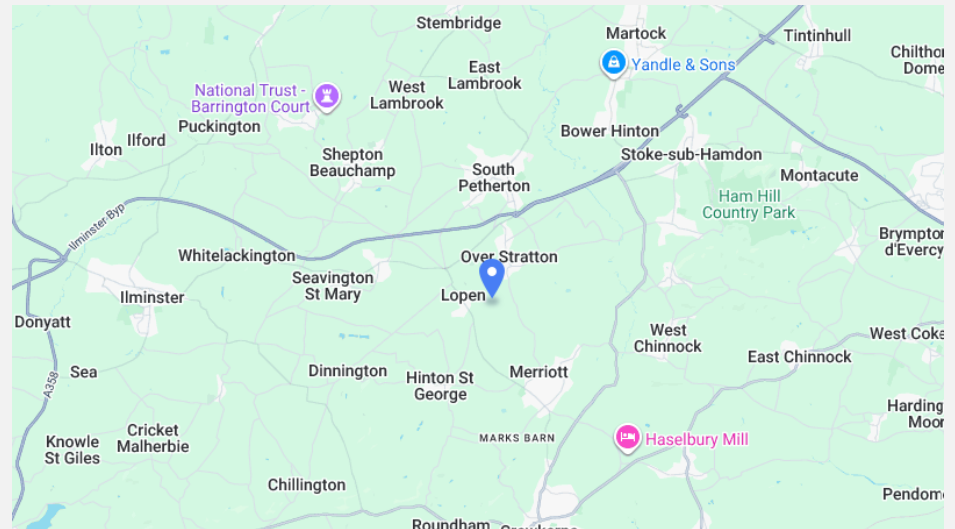 Stembridge
Martock
Tintinhull
Chilthor
Dome
Yandle & Sons
East
Lambrook
West
Lambrook
National Trust -
Barrington Court
Puckington
Ilford
Ilton
Bower Hinton
Stoke-sub-Hamdon
Shepton
Beauchamp
South
Petherton
Montacute
Ham Hill
Country Park
Ilminster Byp
Brympton
d'Evercy
Whitelackington
Over Stratton
Seavington
St Mary
Lopen
Ilminster
Donyatt
West
Chinnock
West Coke
East Chinnock
A358
Sea
Dinnington
Hinton St
George
Merriott
Harding
Moor
Cricket
Malherbie
Knowle
St Giles
MARKS BARN
Haselbury Mill
Chillington
Pendom
Roundham
Crewkerne